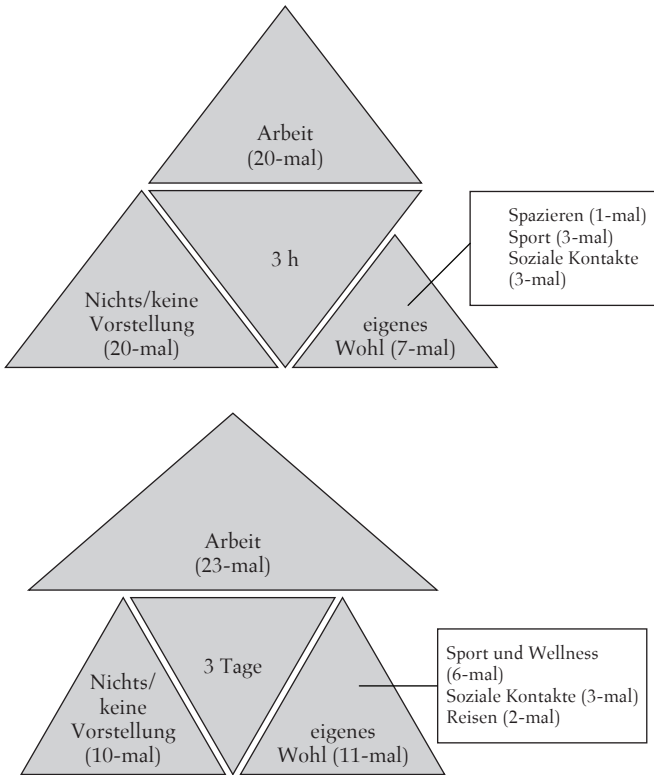 Arbeit
(20-mal)
3 h
Nichts/keine
Vorstellung
(20-mal)
eigenes
Wohl (7-mal)
Spazieren (1-mal)
Sport (3-mal)
Soziale Kontakte
(3-mal)
Arbeit
(23-mal)
3 Tage
Nichts/
keine
Vorstellung
(10-mal)
eigenes
Wohl (11-mal)
Sport und Wellness
(6-mal)
Soziale Kontakte (3-mal)
Reisen (2-mal)